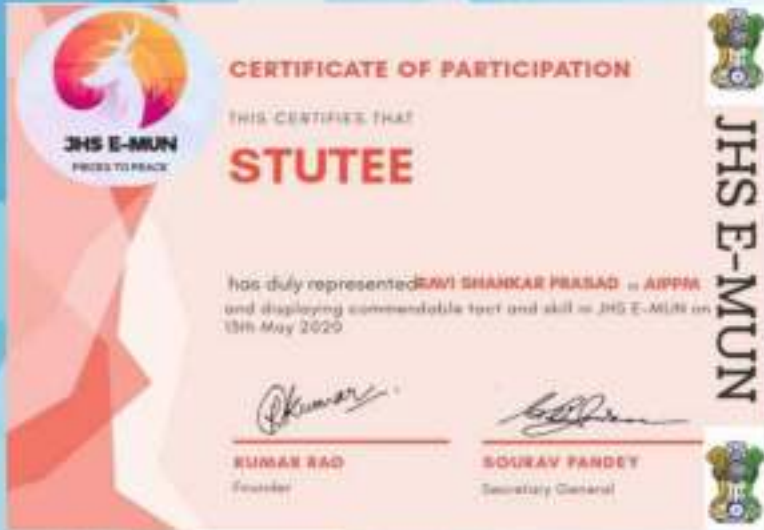 JHS E-MUN
PIECES TO PEACE
CERTIFICATE OF PARTICIPATION
THIS CERTIFIES THAT
STUTEE
has duly represented RAVI SHANKAR PRASAD in AIPPM
and displaying commendable tact and skill in JHS E-MUN on
15th May 2020
KUMAR RAO
Founder
SOURAV PANDEY
Secretary General
JHS E-MUN